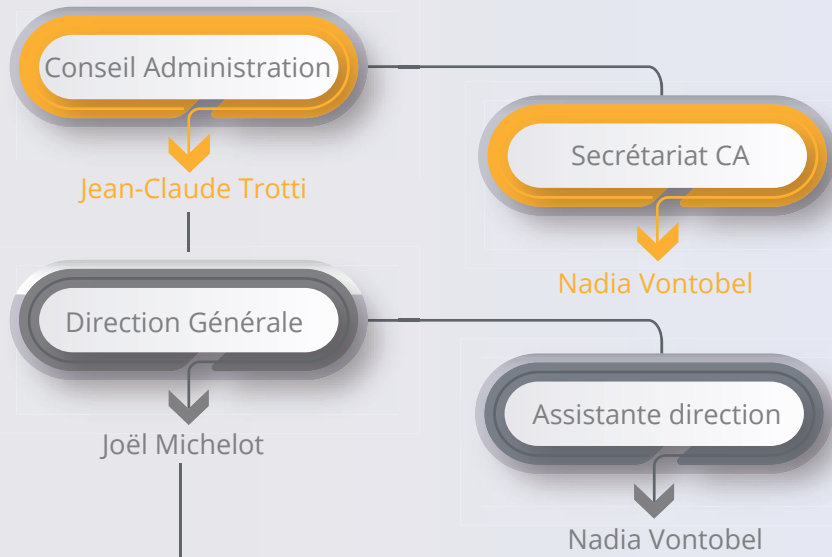 Conseil Administration
Jean-Claude Trotti
Secrétariat CA
Nadia Vontobel
Direction Générale
Joël Michelot
Assistante direction
Nadia Vontobel